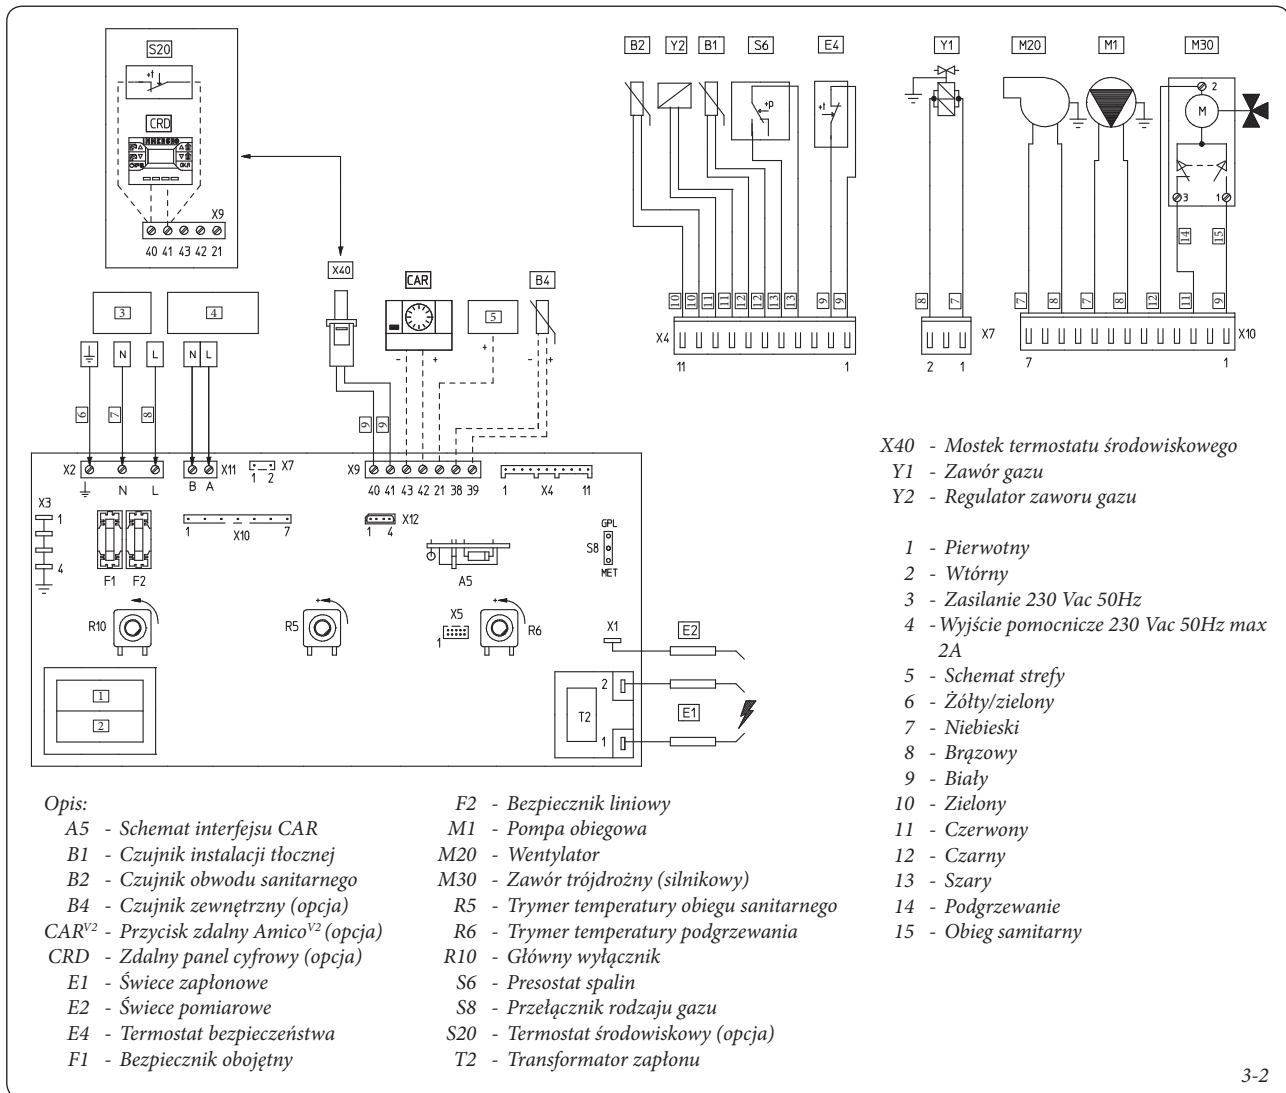 S20
CRD
IMMERGAS
X9
40 41 43 42 21
3
4
N
L
N
L
6
7
8
X40
CAR
5
B4
- +
+
- +
9
9
X2
N
L
B A
X11
X7
1 2
X9
40 41 43 42 21 38 39
1 X4 11
X3
1
4
F1 F2
1 X10 7
X12
1 4
A5
GPL
S8
MET
R10
R5
+
X5
1
+
R6
X1
E2
2
T2
1
E1
1
2
B2
Y2
B1
S6
E4
+p
+t
10
10
11
11
12
12
13
13
9
9
X4
11
1
Y1
8
7
X7
2 1
M20
M1
M30
2
M
3
1
14
15
7
8
7
8
12
11
9
X10
7
1
X40 - Mostek termostatu środowiskowego
Y1 - Zawór gazu
Y2 - Regulator zaworu gazu
1 - Pierwotny
2 - Wtórny
3 - Zasilanie 230 Vac 50Hz
4 - Wyjście pomocnicze 230 Vac 50Hz max
2A
5 - Schemat strefy
6 - Żółty/zielony
7 - Niebieski
8 - Brązowy
9 - Biały
10 - Zielony
11 - Czerwony
12 - Czarny
13 - Szary
14 - Podgrzewanie
15 - Obieg samitarny
Opis:
A5 - Schemat interfejsu CAR
B1 - Czujnik instalacji tłocznej
B2 - Czujnik obwodu sanitarnego
B4 - Czujnik zewnętrzny (opcja)
CARV2 - Przycisk zdalny AmicoV2 (opcja)
CRD - Zdalny panel cyfrowy (opcja)
E1 - Świece zapłonowe
E2 - Świece pomiarowe
E4 - Termostat bezpieczeństwa
F1 - Bezpiecznik obojętny
F2 - Bezpiecznik liniowy
M1 - Pompa obiegowa
M20 - Wentylator
M30 - Zawór trójdrożny (silnikowy)
R5 - Trymer temperatury obiegu sanitarnego
R6 - Trymer temperatury podgrzewania
R10 - Główny wyłącznik
S6 - Presostat spalin
S8 - Przełącznik rodzaju gazu
S20 - Termostat środowiskowy (opcja)
T2 - Transformator zapłonu
3-2